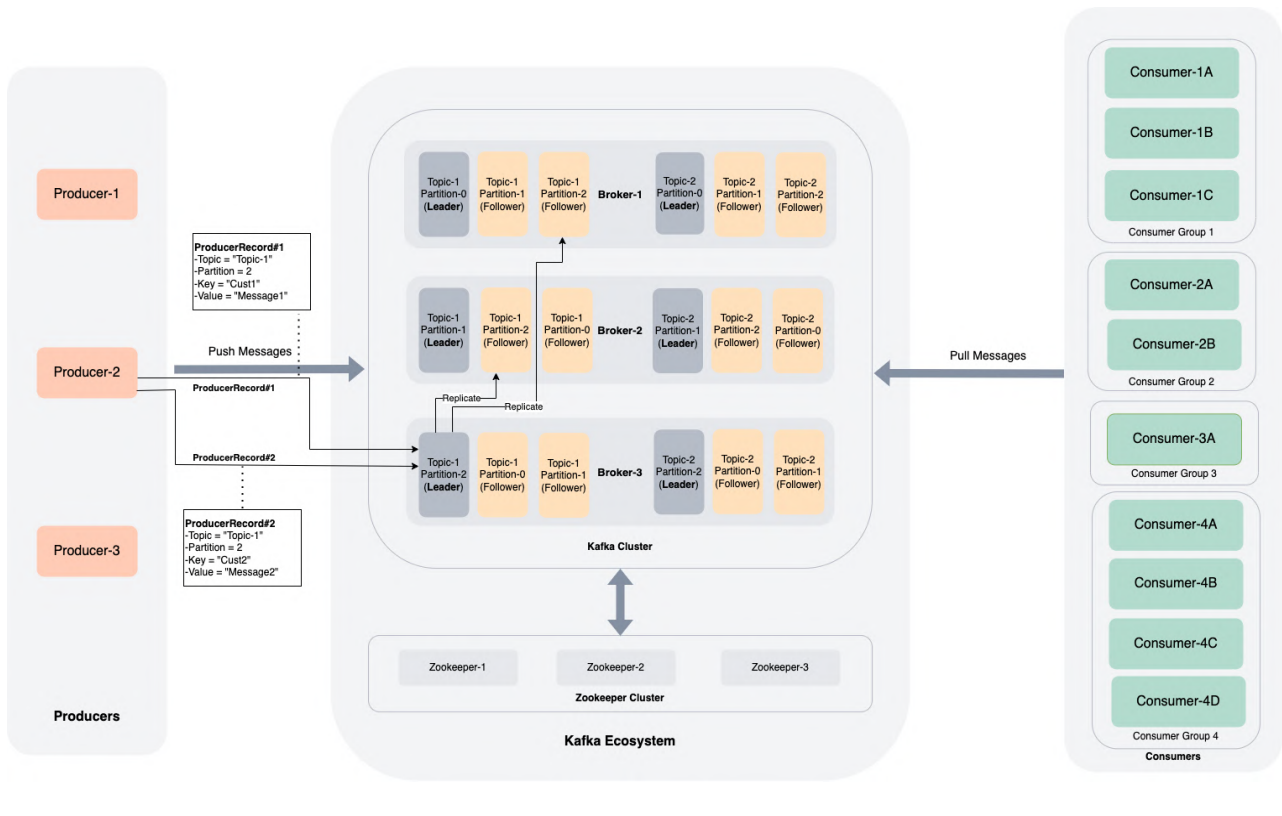 Producer-1
ProducerRecord#1
-Topic = "Topic-1"
-Partition = 2
-Key = "Cust1"
-Value = "Message1"
Producer-2
Push Messages
ProducerRecord#1
ProducerRecord#2
ProducerRecord#2
-Topic = "Topic-1"
-Partition = 2
-Key = "Cust2"
-Value = "Message2"
Producer-3
Producers
Topic-1
Partition-0
(Leader)
Topic-1
Partition-1
(Follower)
Topic-1
Partition-2
(Follower)
Broker-1
Topic-2
Partition-0
(Leader)
Topic-2
Partition-1
(Follower)
Topic-2
Partition-2
(Follower)
Topic-1
Partition-1
(Leader)
Topic-1
Partition-2
(Follower)
Topic-1
Partition-0
(Follower)
Broker-2
Topic-2
Partition-1
(Leader)
Topic-2
Partition-2
(Follower)
Topic-2
Partition-0
(Follower)
Replicate
Replicate
Topic-1
Partition-2
(Leader)
Topic-1
Partition-0
(Follower)
Topic-1
Partition-1
(Follower)
Broker-3
Topic-2
Partition-2
(Leader)
Topic-2
Partition-0
(Follower)
Topic-2
Partition-1
(Follower)
Kafka Cluster
Zookeeper-1
Zookeeper-2
Zookeeper-3
Zookeeper Cluster
Kafka Ecosystem
Pull Messages
Consumer-1A
Consumer-1B
Consumer-1C
Consumer Group 1
Consumer-2A
Consumer-2B
Consumer Group 2
Consumer-3A
Consumer Group 3
Consumer-4A
Consumer-4B
Consumer-4C
Consumer-4D
Consumer Group 4
Consumers